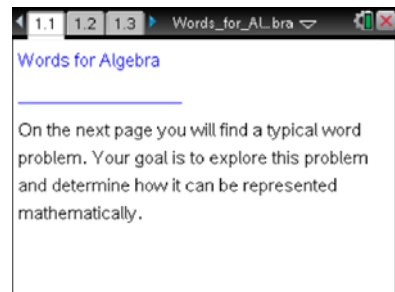 1.1 1.2 1.3 Words_for_Al…bra
Words for Algebra
On the next page you will find a typical word
problem. Your goal is to explore this problem
and determine how it can be represented
mathematically.